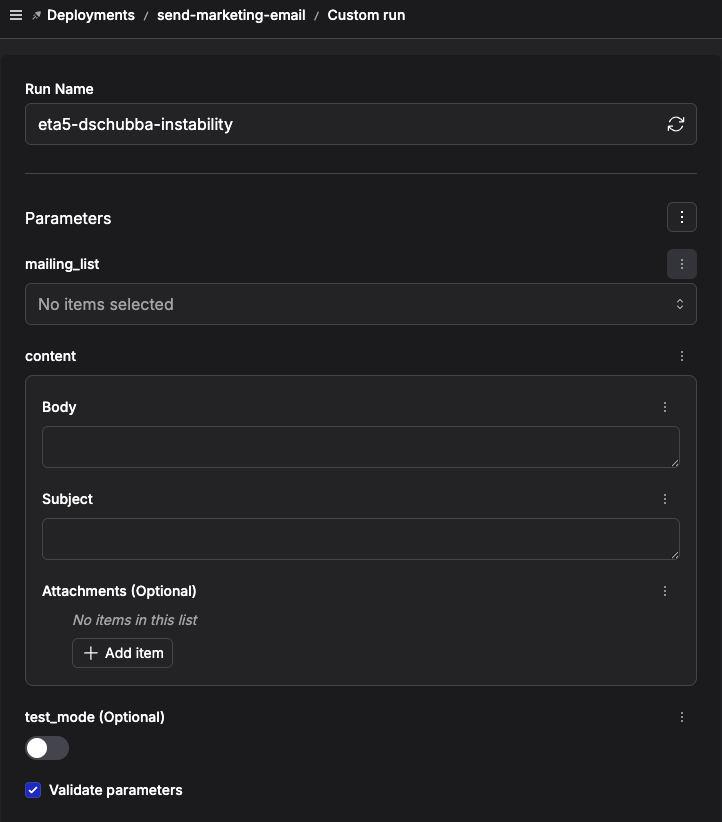 Deployments / send-marketing-email / Custom run
Run Name
eta5-dschubba-instability
Parameters
mailing_list
No items selected
content
Body
Subject
Attachments (Optional)
No items in this list
Add item
test_mode (Optional)
Validate parameters